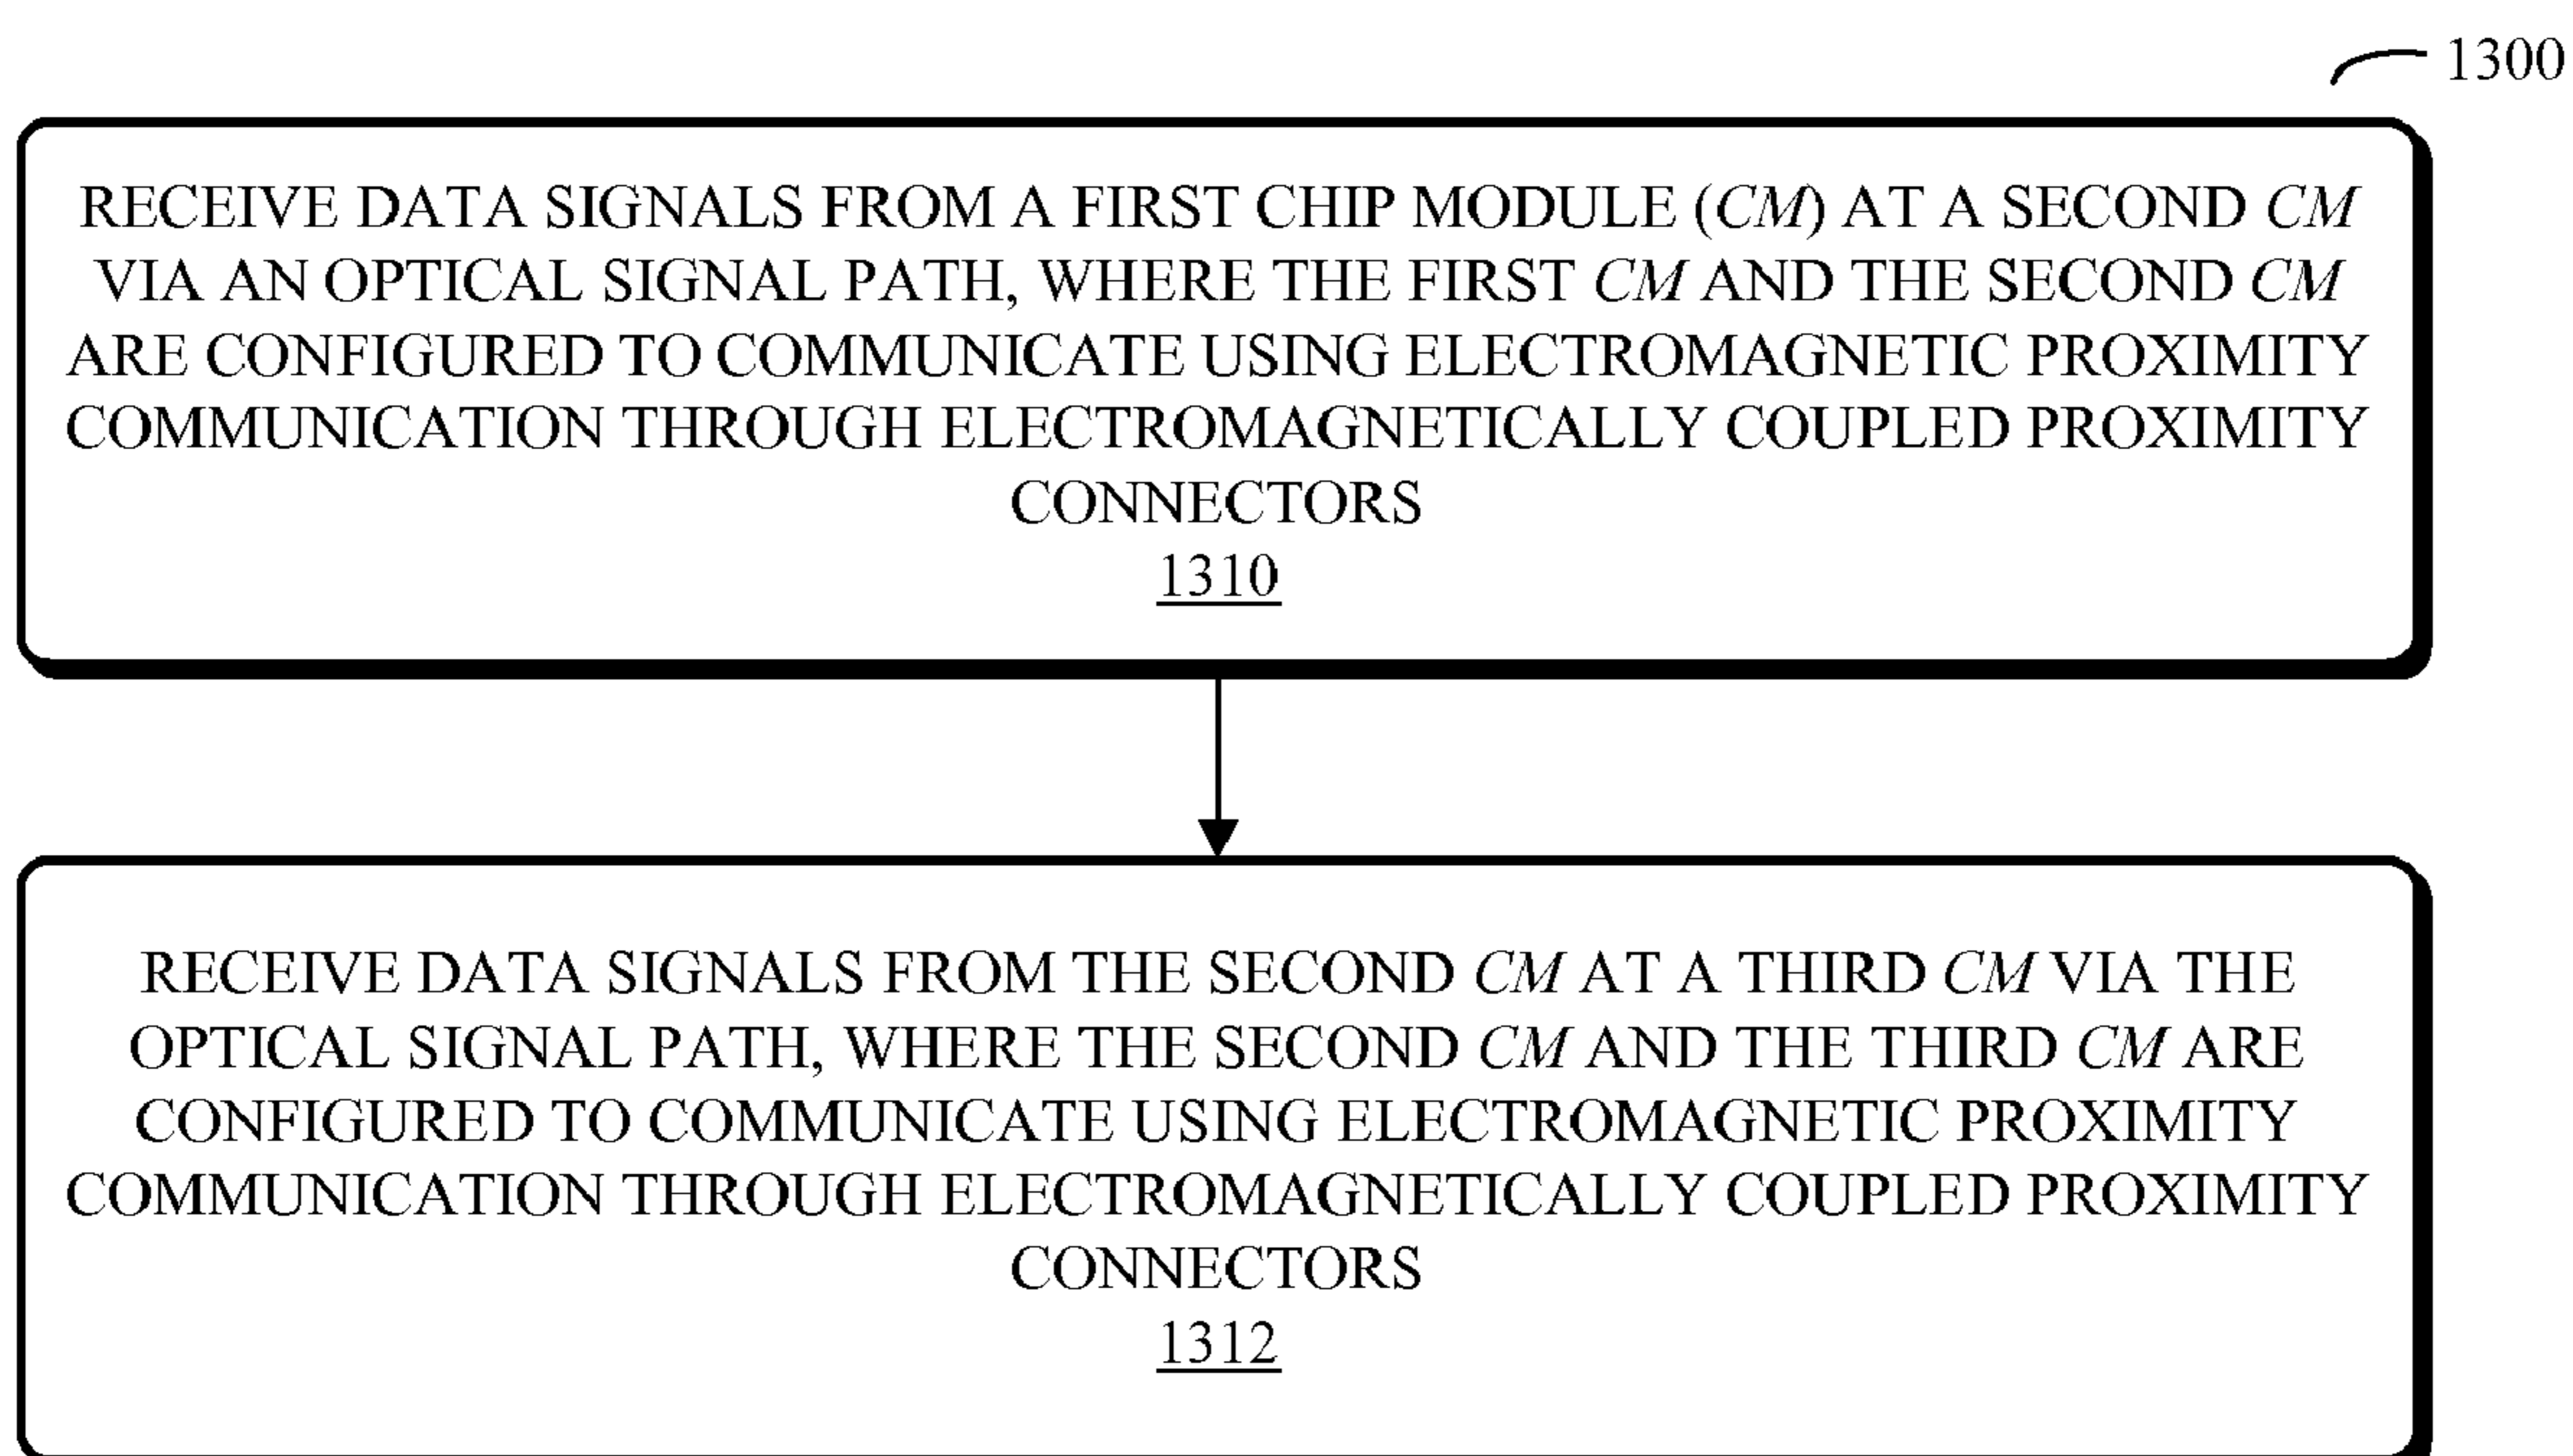 1300
RECEIVE DATA SIGNALS FROM A FIRST CHIP MODULE (CM) AT A SECOND CM
VIA AN OPTICAL SIGNAL PATH, WHERE THE FIRST CM AND THE SECOND CM
ARE CONFIGURED TO COMMUNICATE USING ELECTROMAGNETIC PROXIMITY
COMMUNICATION THROUGH ELECTROMAGNETICALLY COUPLED PROXIMITY
CONNECTORS
1310
RECEIVE DATA SIGNALS FROM THE SECOND CM AT A THIRD CM VIA THE
OPTICAL SIGNAL PATH, WHERE THE SECOND CM AND THE THIRD CM ARE
CONFIGURED TO COMMUNICATE USING ELECTROMAGNETIC PROXIMITY
COMMUNICATION THROUGH ELECTROMAGNETICALLY COUPLED PROXIMITY
CONNECTORS
1312